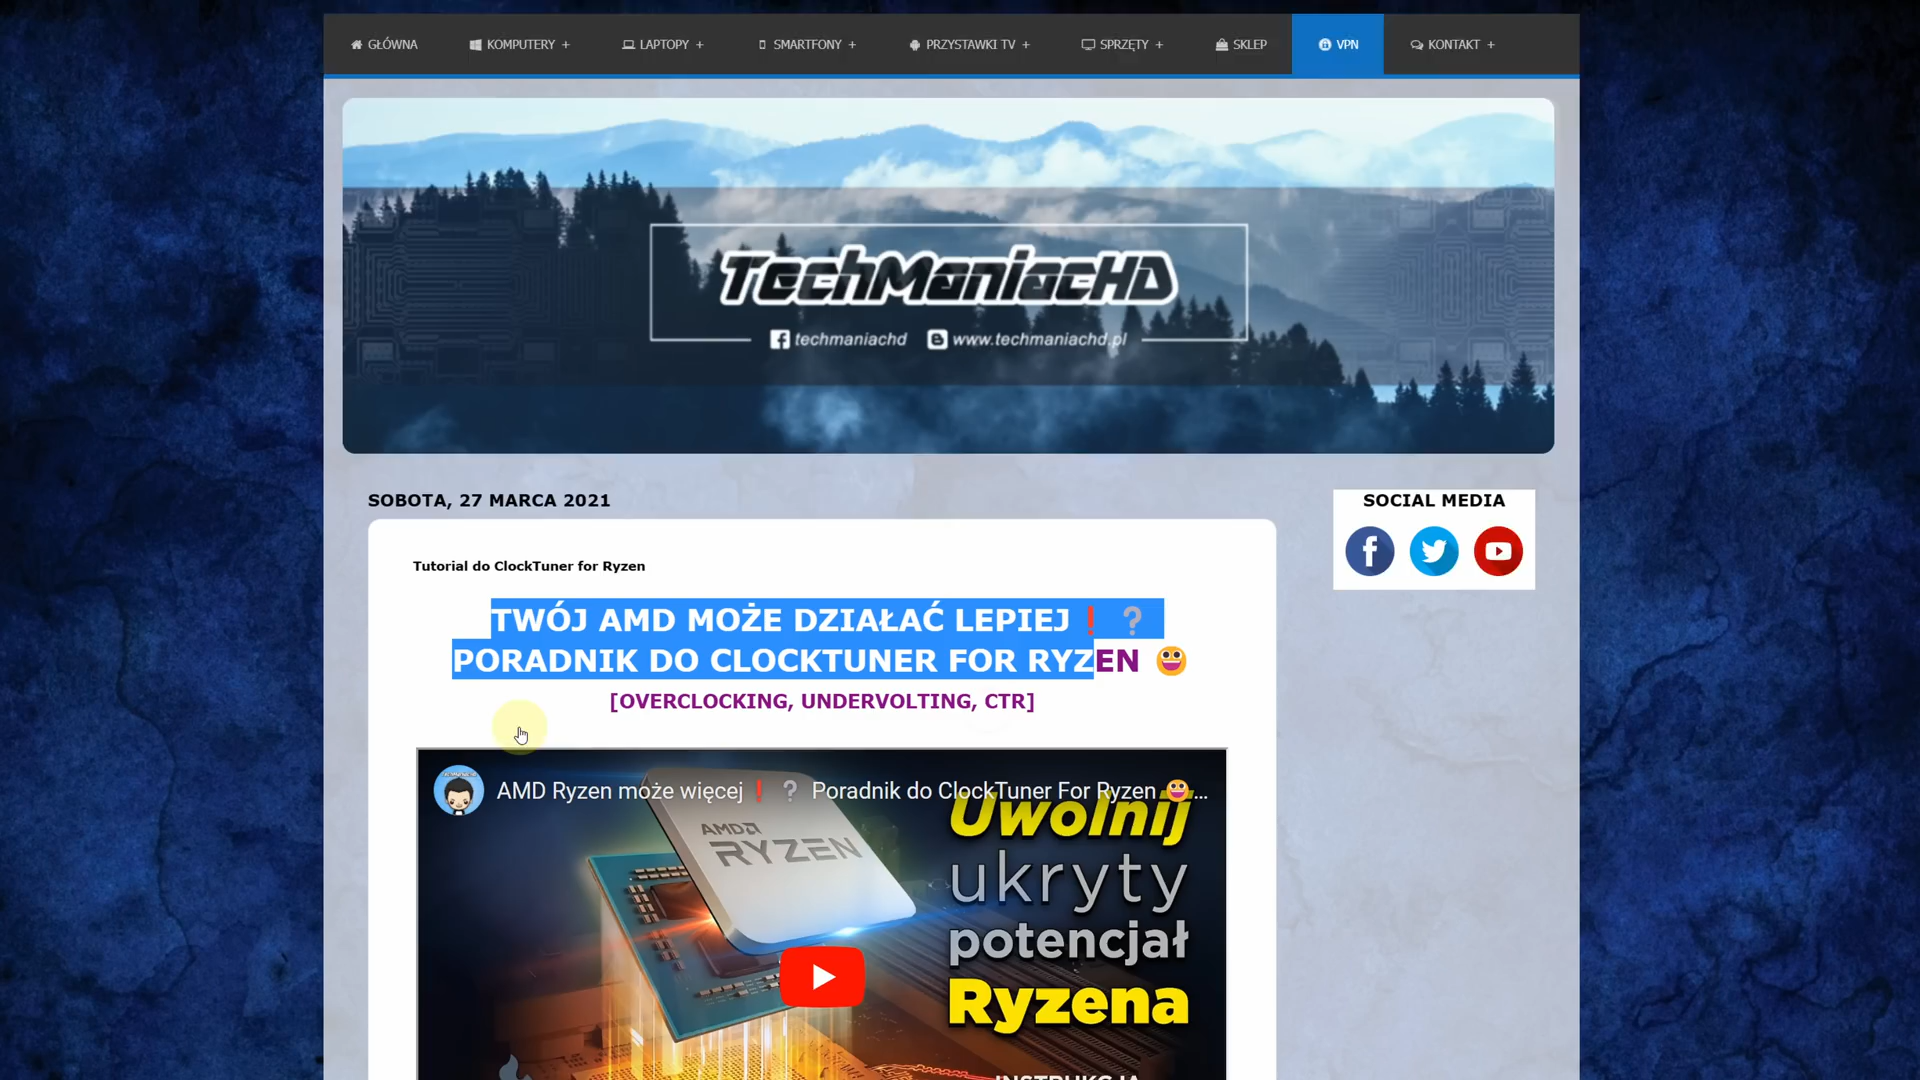 GŁÓWNA
KOMPUTERY +
LAPTOPY +
SMARTFONY +
PRZYSTAWKI TV +
SPRZĘTY +
SKLEP
VPN
KONTAKT +
TechManiacHD
techmaniachd www.techmaniachd.pl
SOBOTA, 27 MARCA 2021
SOCIAL MEDIA
Tutorial do ClockTuner for Ryzen
TWÓJ AMD MOŻE DZIAŁAĆ LEPIEJ❗❔
PORADNIK DO CLOCKTUNER FOR RYZEN 😀
[OVERCLOCKING, UNDERVOLTING, CTR]
AMD Ryzen może więcej❗❔ Poradnik do ClockTuner For Ryzen 😀...
AMD
RYZEN
Uwolnij
ukryty
potencjał
Ryzena
INSTRUKCJA